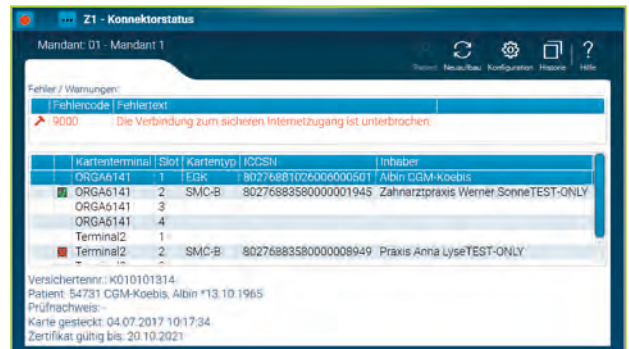 Z1 - Konnektorstatus
Mandant: 01 - Mandant 1
Patient Neuaufbau Konfiguration Historie Hilfe
Fehler / Warnungen:
Fehlercode Fehlertext
9000 Die Verbindung zum sicheren Internetzugang ist unterbrochen.
Kartenterminal Slot Kartentyp ICCSN Inhaber
ORGA6141 1 EGK 80276881026006000501 Albin CGM-Koebis
ORGA6141 2 SMC-B 80276883580000001945 Zahnarztpraxis Werner SonneTEST-ONLY
ORGA6141 3
ORGA6141 4
Terminal2 1
Terminal2 2 SMC-B 80276883580000008949 Praxis Anna LyseTEST-ONLY
Versichertennr.: K010101314
Patient: 54731 CGM-Koebis, Albin *13.10.1965
Prüfnachweis: -
Karte gesteckt: 04.07.2017 10:17:34
Zertifikat gültig bis: 20.10.2021